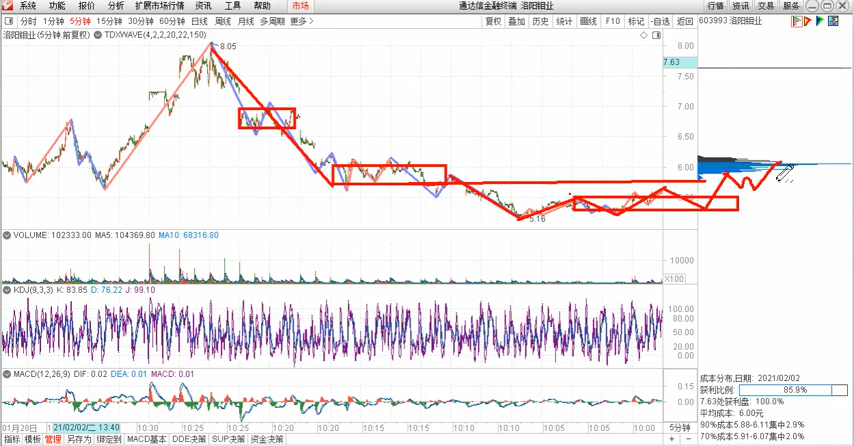 系统 功能 报价 分析 扩展市场行情 资讯 工具 帮助 市场 通达信金融终端 洛阳钼业 行情 资讯 交易 服务
分时 1分钟 5分钟 15分钟 30分钟 60分钟 日线 周线 月线 多周期 更多> 复权 叠加 历史 统计 画线 F10 标记 -自选 返回 603993 洛阳钼业
洛阳钼业(5分钟 前复权) TDXWAVE(4,2,2,20,22,150)
8.05
8.00
7.63
7.50
7.00
6.50
6.00
5.16
VOLUME: 102333.00 MA5: 104369.80 MA10: 68316.80
10000
X100
KDJ(9,3,3) K: 83.85 D: 76.22 J: 99.10
100.00
80.00
50.00
20.00
0.00
MACD(12,26,9) DIF: 0.02 DEA: 0.01 MACD: 0.01
0.15
0.00
成本分布,日期: 2021/02/02
获利比例 85.9%
7.63处获利盘: 100.0%
平均成本: 6.00元
90%成本5.88-6.11集中2.9%
70%成本5.91-6.07集中2.0%
01月28日 21/02/02/二 13:40 10:30 10:25 10:20 10:20 10:15 10:15 10:10 10:10 10:05 10:05 10:00 5分钟
指标 模板 管理 另存为 绑定到 MACD基本 DDE决策 SUP决策 资金决策 + -